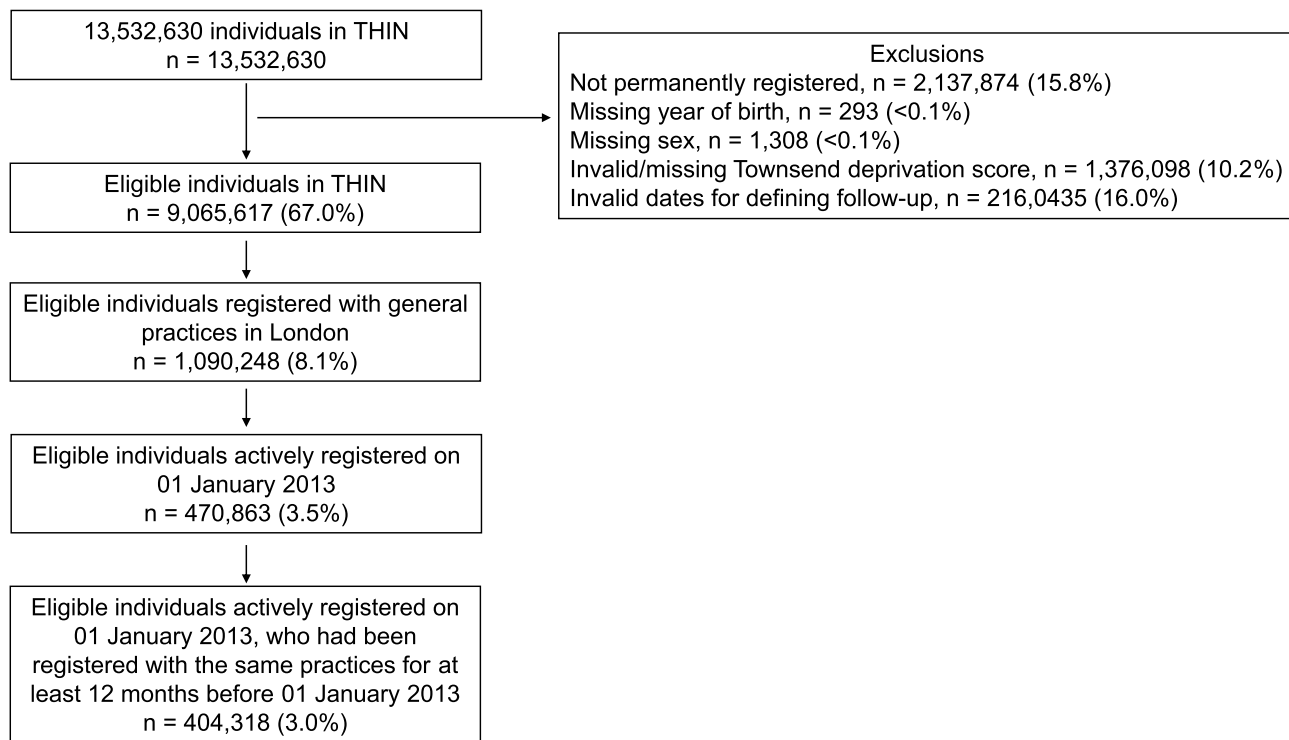 13,532,630 individuals in THIN
n = 13,532,630
Exclusions
Not permanently registered, n = 2,137,874 (15.8%)
Missing year of birth, n = 293 (<0.1%)
Missing sex, n = 1,308 (<0.1%)
Invalid/missing Townsend deprivation score, n = 1,376,098 (10.2%)
Invalid dates for defining follow-up, n = 216,0435 (16.0%)
Eligible individuals in THIN
n = 9,065,617 (67.0%)
Eligible individuals registered with general
practices in London
n = 1,090,248 (8.1%)
Eligible individuals actively registered on
01 January 2013
n = 470,863 (3.5%)
Eligible individuals actively registered on
01 January 2013, who had been
registered with the same practices for at
least 12 months before 01 January 2013
n = 404,318 (3.0%)